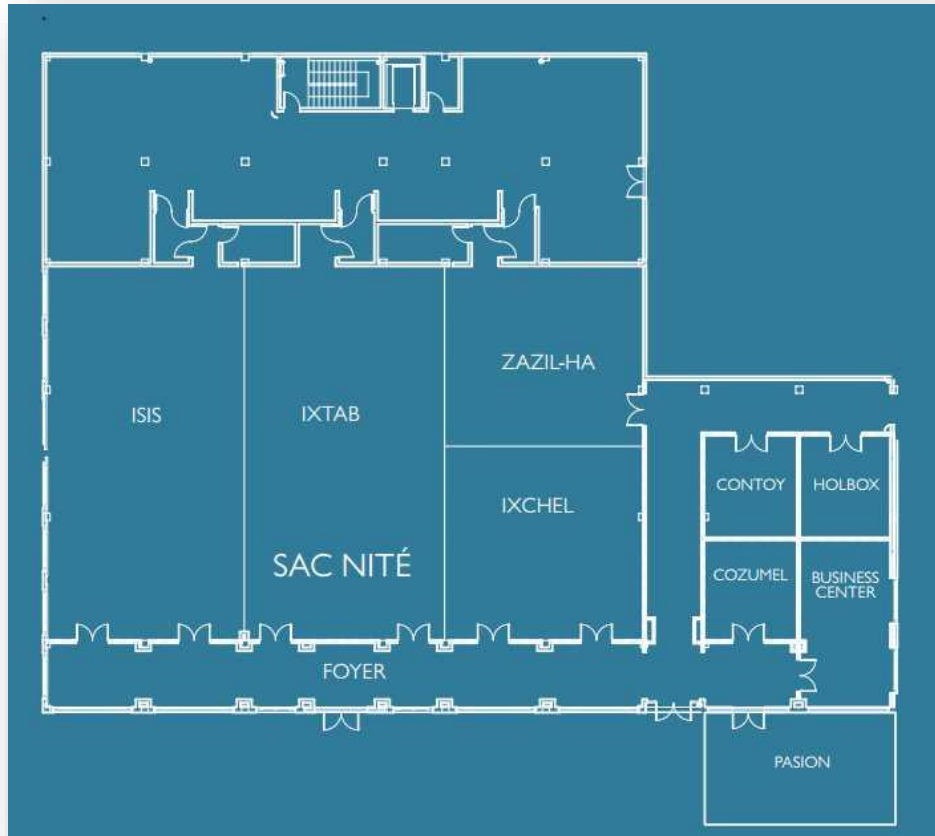 ZAZIL-HA
ISIS
IXTAB
CONTOY
HOLBOX
IXCHEL
SAC NITÉ
COZUMEL
BUSINESS
CENTER
FOYER
PASION